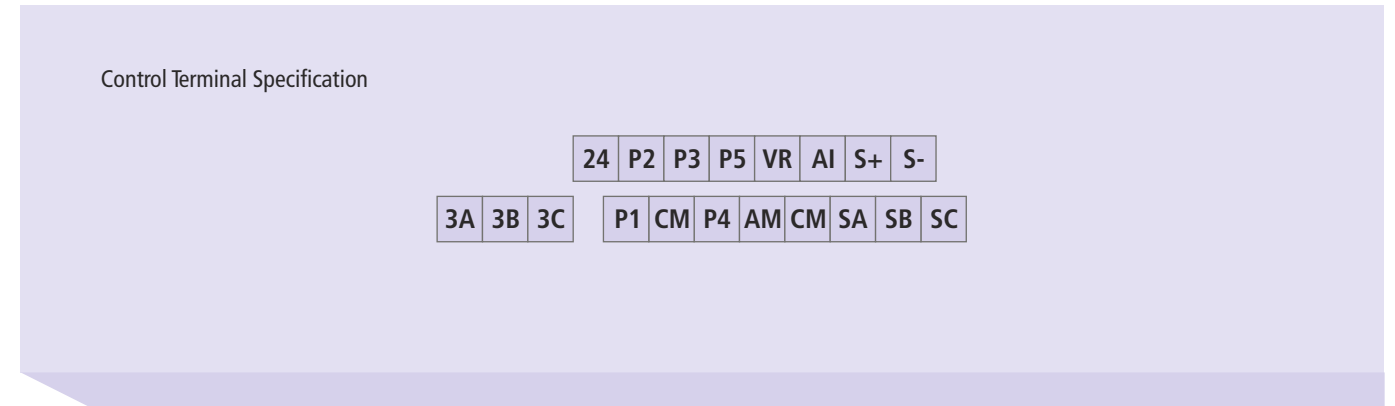 Control Terminal Specification
24 P2 P3 P5 VR AI S+ S-
3A 3B 3C P1 CM P4 AM CM SA SB SC